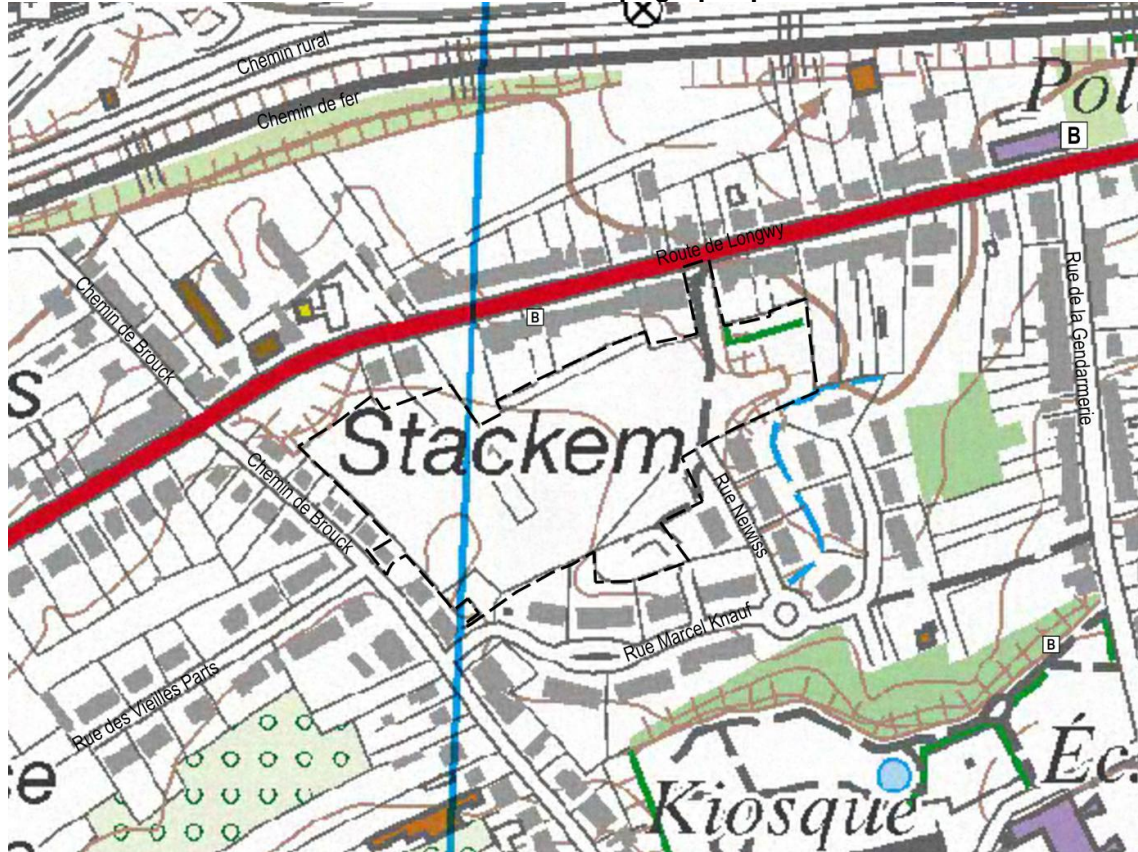 Chemin rural
Chemin de fer
Pol
B
Route de Longwy
Chemin de Brouck
B
Rue de la Gendarmerie
s
Stackem
Chemin de Brouck
Rue Neiwiss
Rue Marcel Knauf
B
Rue des Vieilles Parts
Éc.
se
Kiosque